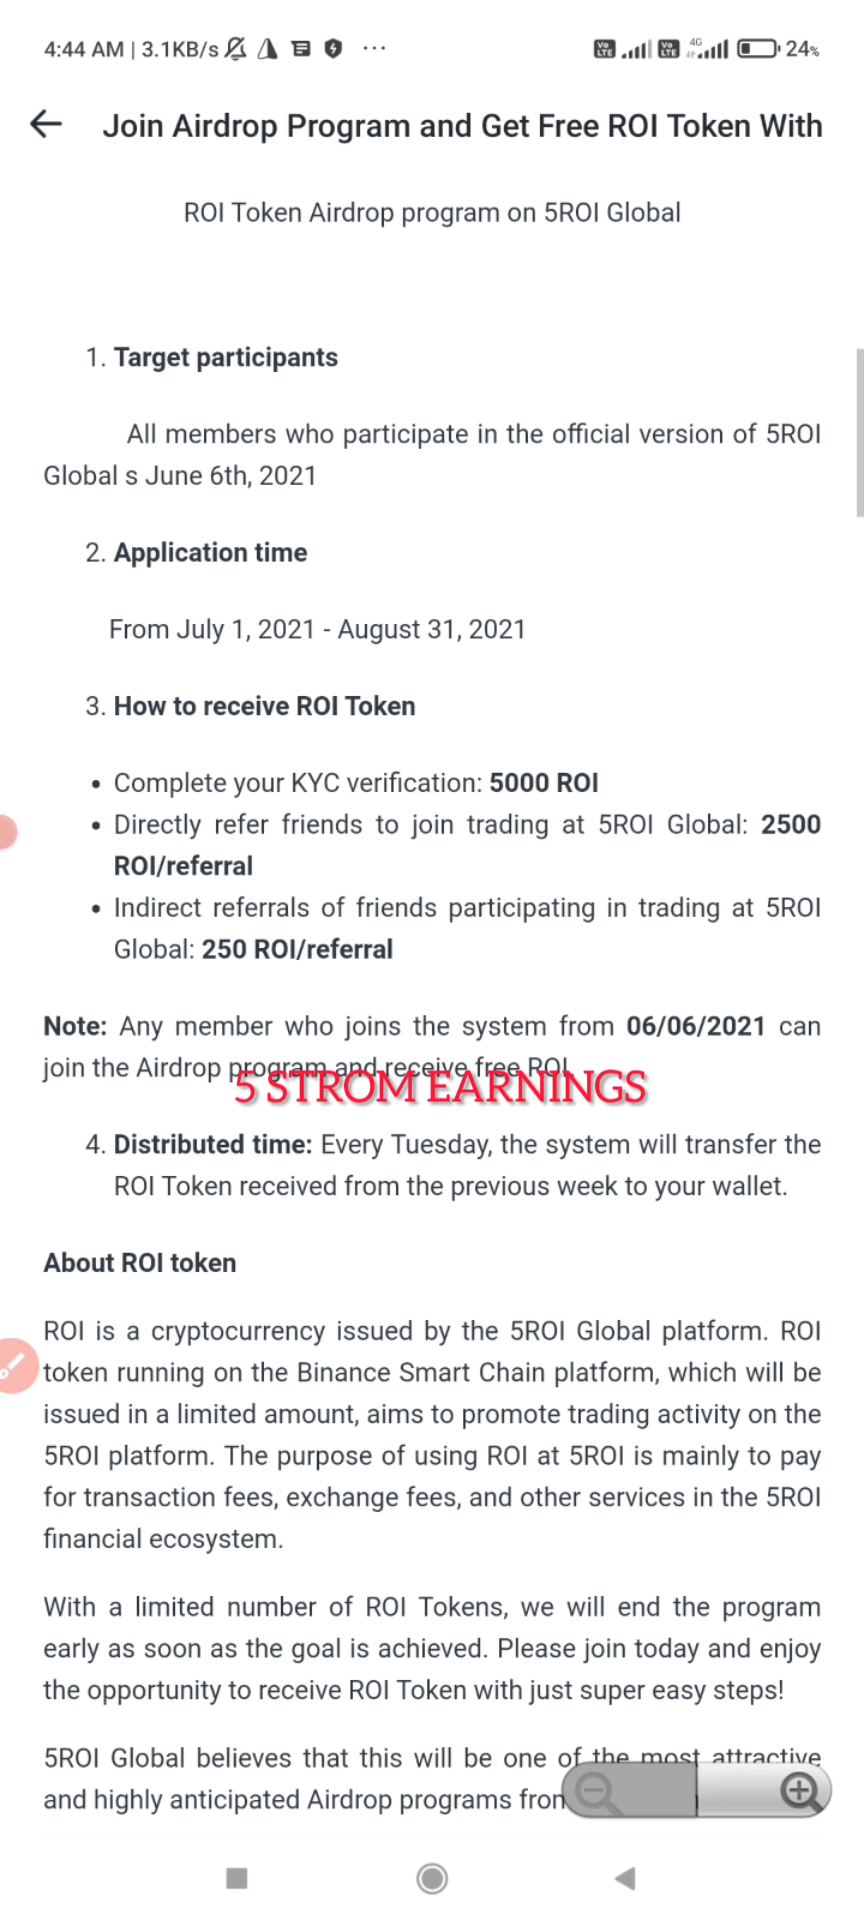 4:44 AM | 3.1KB/s ... Vo LTE Vo LTE 4G 24%
Join Airdrop Program and Get Free ROI Token With
ROI Token Airdrop program on 5ROI Global
1. Target participants
All members who participate in the official version of 5ROI
Global s June 6th, 2021
2. Application time
From July 1, 2021 - August 31, 2021
3. How to receive ROI Token
• Complete your KYC verification: 5000 ROI
• Directly refer friends to join trading at 5ROI Global: 2500
ROI/referral
• Indirect referrals of friends participating in trading at 5ROI
Global: 250 ROI/referral
Note: Any member who joins the system from 06/06/2021 can
join the Airdrop program and receive free ROI
5 STROM EARNINGS
4. Distributed time: Every Tuesday, the system will transfer the
ROI Token received from the previous week to your wallet.
About ROI token
ROI is a cryptocurrency issued by the 5ROI Global platform. ROI
token running on the Binance Smart Chain platform, which will be
issued in a limited amount, aims to promote trading activity on the
5ROI platform. The purpose of using ROI at 5ROI is mainly to pay
for transaction fees, exchange fees, and other services in the 5ROI
financial ecosystem.
With a limited number of ROI Tokens, we will end the program
early as soon as the goal is achieved. Please join today and enjoy
the opportunity to receive ROI Token with just super easy steps!
5ROI Global believes that this will be one of the most attractive
and highly anticipated Airdrop programs